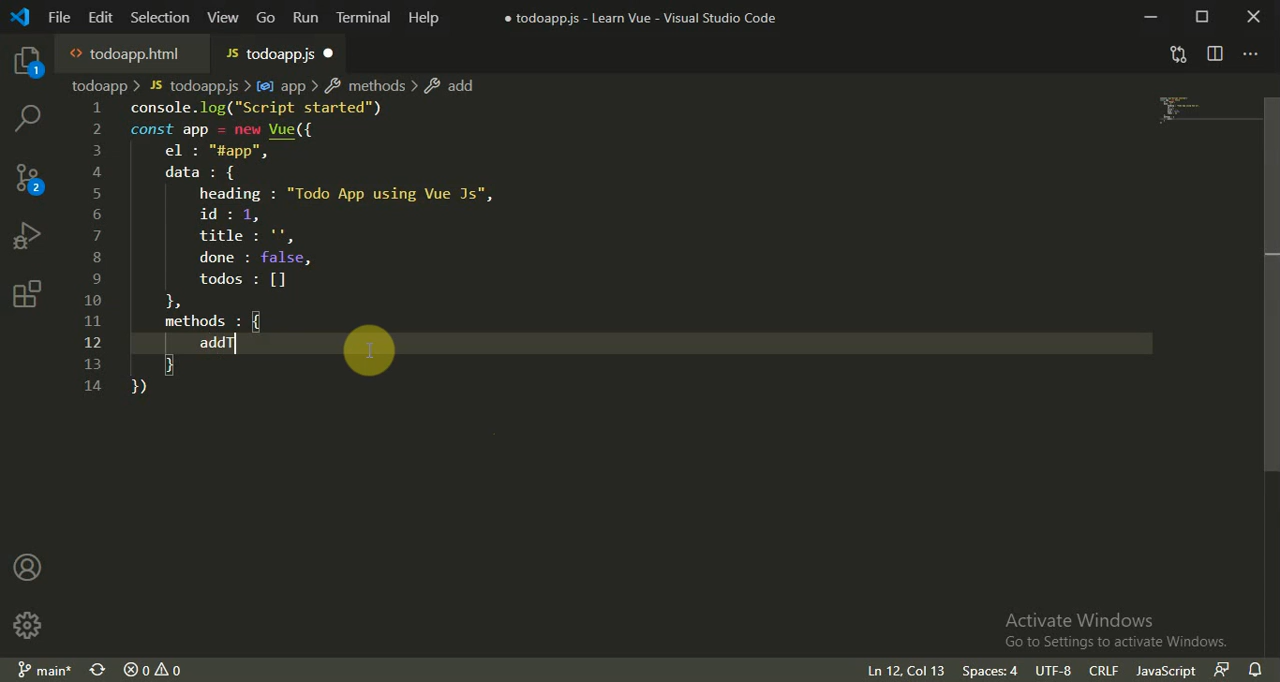 File Edit Selection View Go Run Terminal Help ● todoapp.js - Learn Vue - Visual Studio Code
<> todoapp.html JS todoapp.js ●
todoapp > JS todoapp.js > app > methods > add
1 console.log("Script started")
2 const app = new Vue({
3 el : "#app",
4 data : {
5 heading : "Todo App using Vue Js",
6 id : 1,
7 title : '',
8 done : false,
9 todos : []
10 },
11 methods : {
12 addT
13 }
14 })
1
2
Activate Windows
Go to Settings to activate Windows.
main* 0 0 Ln 12, Col 13 Spaces: 4 UTF-8 CRLF JavaScript